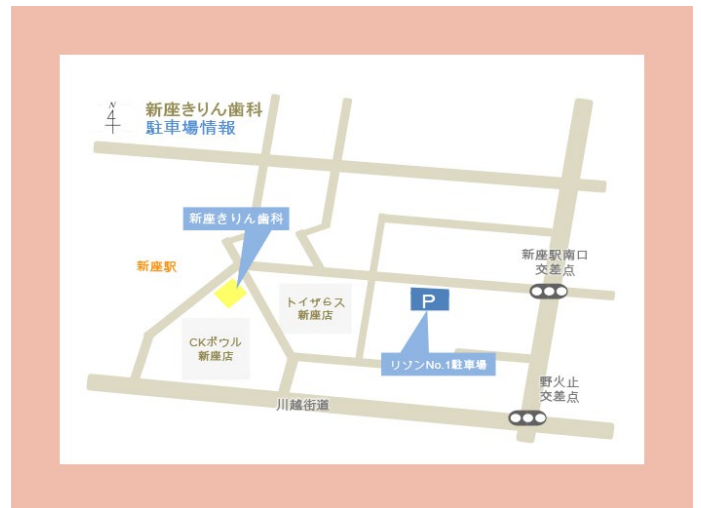 N
新座きりん歯科
駐車場情報
新座きりん歯科
新座駅
新座駅南口
交差点
トイザらス
新座店
P
CKボウル
新座店
リゾンNo.1駐車場
野火止
交差点
川越街道